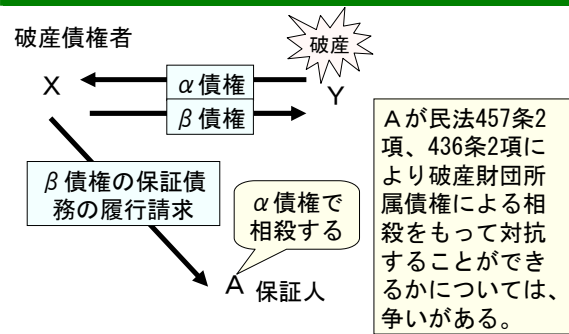 破産債権者
破産
X
α債権
Y
β債権
β債権の保証債
務の履行請求
α債権で
相殺する
A 保証人
Aが民法457条2
項、436条2項に
より破産財団所
属債権による相
殺をもって対抗
することができ
るかについては、
争いがある。